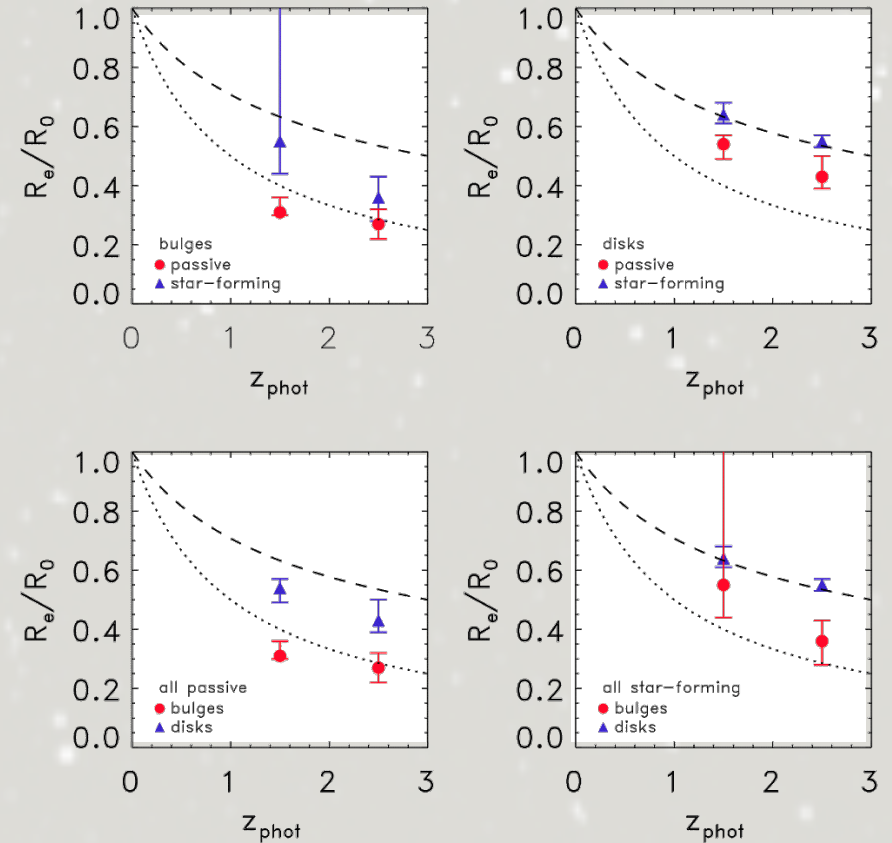 1.0
0.8
0.6
0.4
0.2
0.0
R_e/R_0
bulges
passive
star-forming
0 1 2 3
z_phot
1.0
0.8
0.6
0.4
0.2
0.0
R_e/R_0
disks
passive
star-forming
0 1 2 3
z_phot
1.0
0.8
0.6
0.4
0.2
0.0
R_e/R_0
all passive
bulges
disks
0 1 2 3
z_phot
1.0
0.8
0.6
0.4
0.2
0.0
R_e/R_0
all star-forming
bulges
disks
0 1 2 3
z_phot